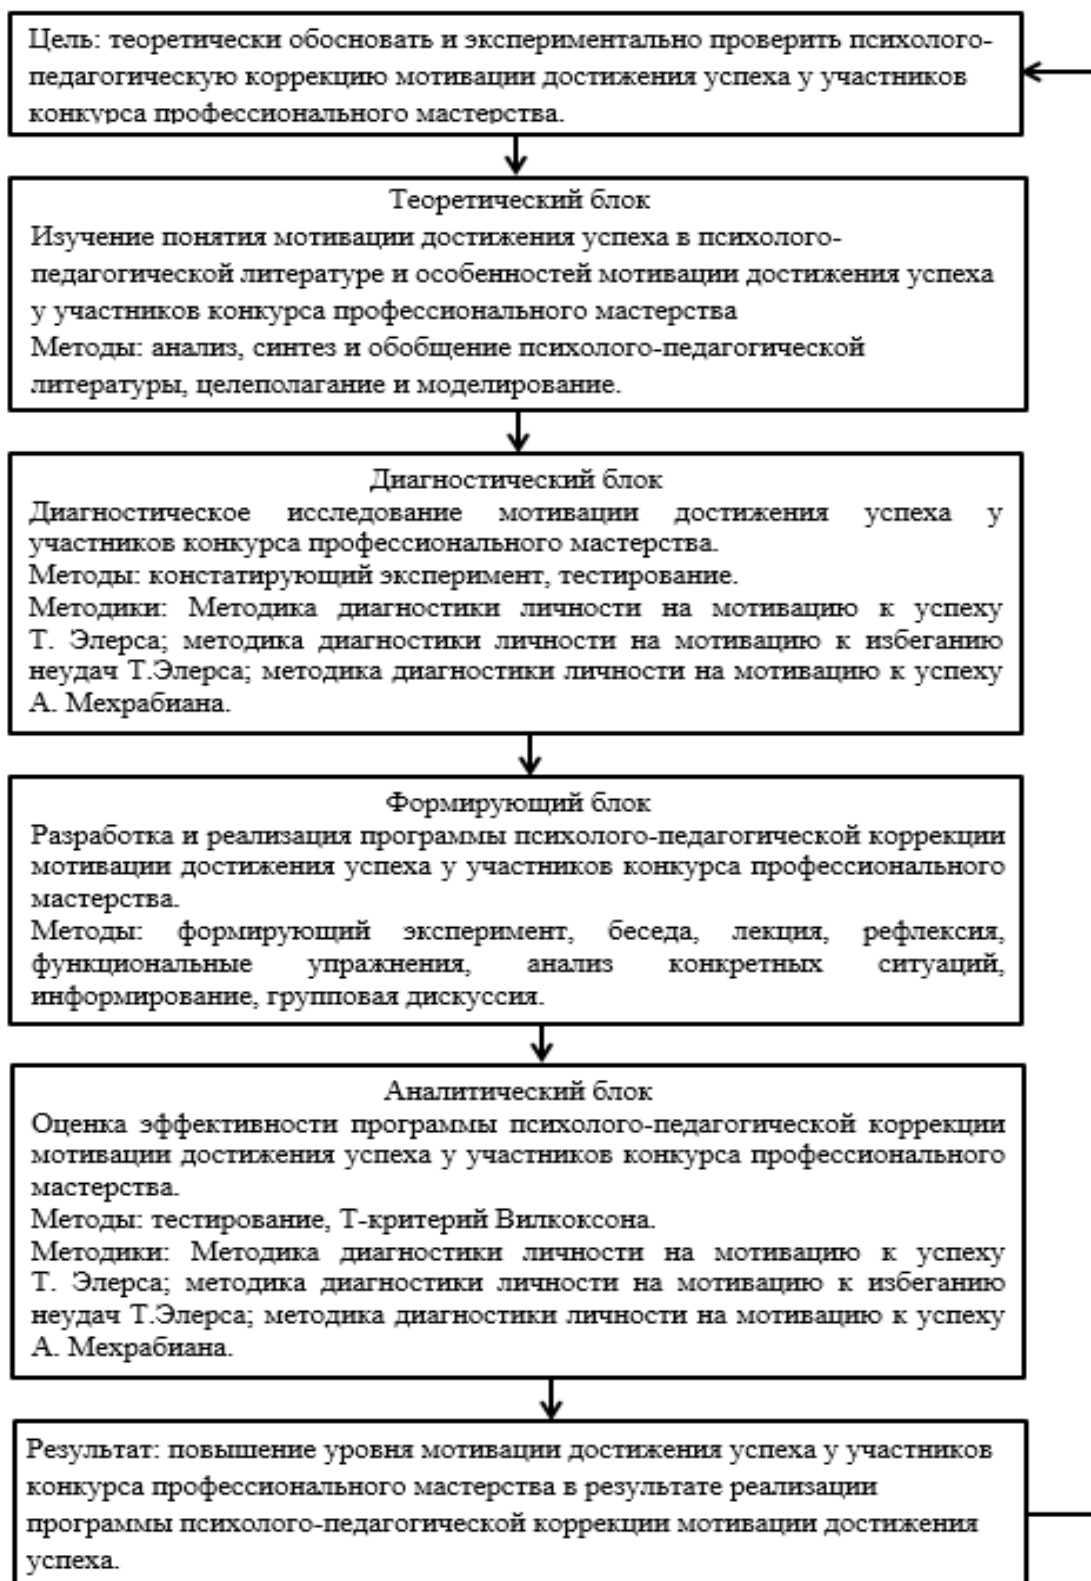 Цель: теоретически обосновать и экспериментально проверить психолого-
педагогическую коррекцию мотивации достижения успеха у участников
конкурса профессионального мастерства.
Теоретический блок
Изучение понятия мотивации достижения успеха в психолого-
педагогической литературе и особенностей мотивации достижения успеха
у участников конкурса профессионального мастерства
Методы: анализ, синтез и обобщение психолого-педагогической
литературы, целеполагание и моделирование.
Диагностический блок
Диагностическое исследование мотивации достижения успеха у
участников конкурса профессионального мастерства.
Методы: констатирующий эксперимент, тестирование.
Методики: Методика диагностики личности на мотивацию к успеху
Т. Элерса; методика диагностики личности на мотивацию к избеганию
неудач Т.Элерса; методика диагностики личности на мотивацию к успеху
А. Мехрабиана.
Формирующий блок
Разработка и реализация программы психолого-педагогической коррекции
мотивации достижения успеха у участников конкурса профессионального
мастерства.
Методы: формирующий эксперимент, беседа, лекция, рефлексия,
функциональные упражнения, анализ конкретных ситуаций,
информирование, групповая дискуссия.
Аналитический блок
Оценка эффективности программы психолого-педагогической коррекции
мотивации достижения успеха у участников конкурса профессионального
мастерства.
Методы: тестирование, Т-критерий Вилкоксона.
Методики: Методика диагностики личности на мотивацию к успеху
Т. Элерса; методика диагностики личности на мотивацию к избеганию
неудач Т.Элерса; методика диагностики личности на мотивацию к успеху
А. Мехрабиана.
Результат: повышение уровня мотивации достижения успеха у участников
конкурса профессионального мастерства в результате реализации
программы психолого-педагогической коррекции мотивации достижения
успеха.